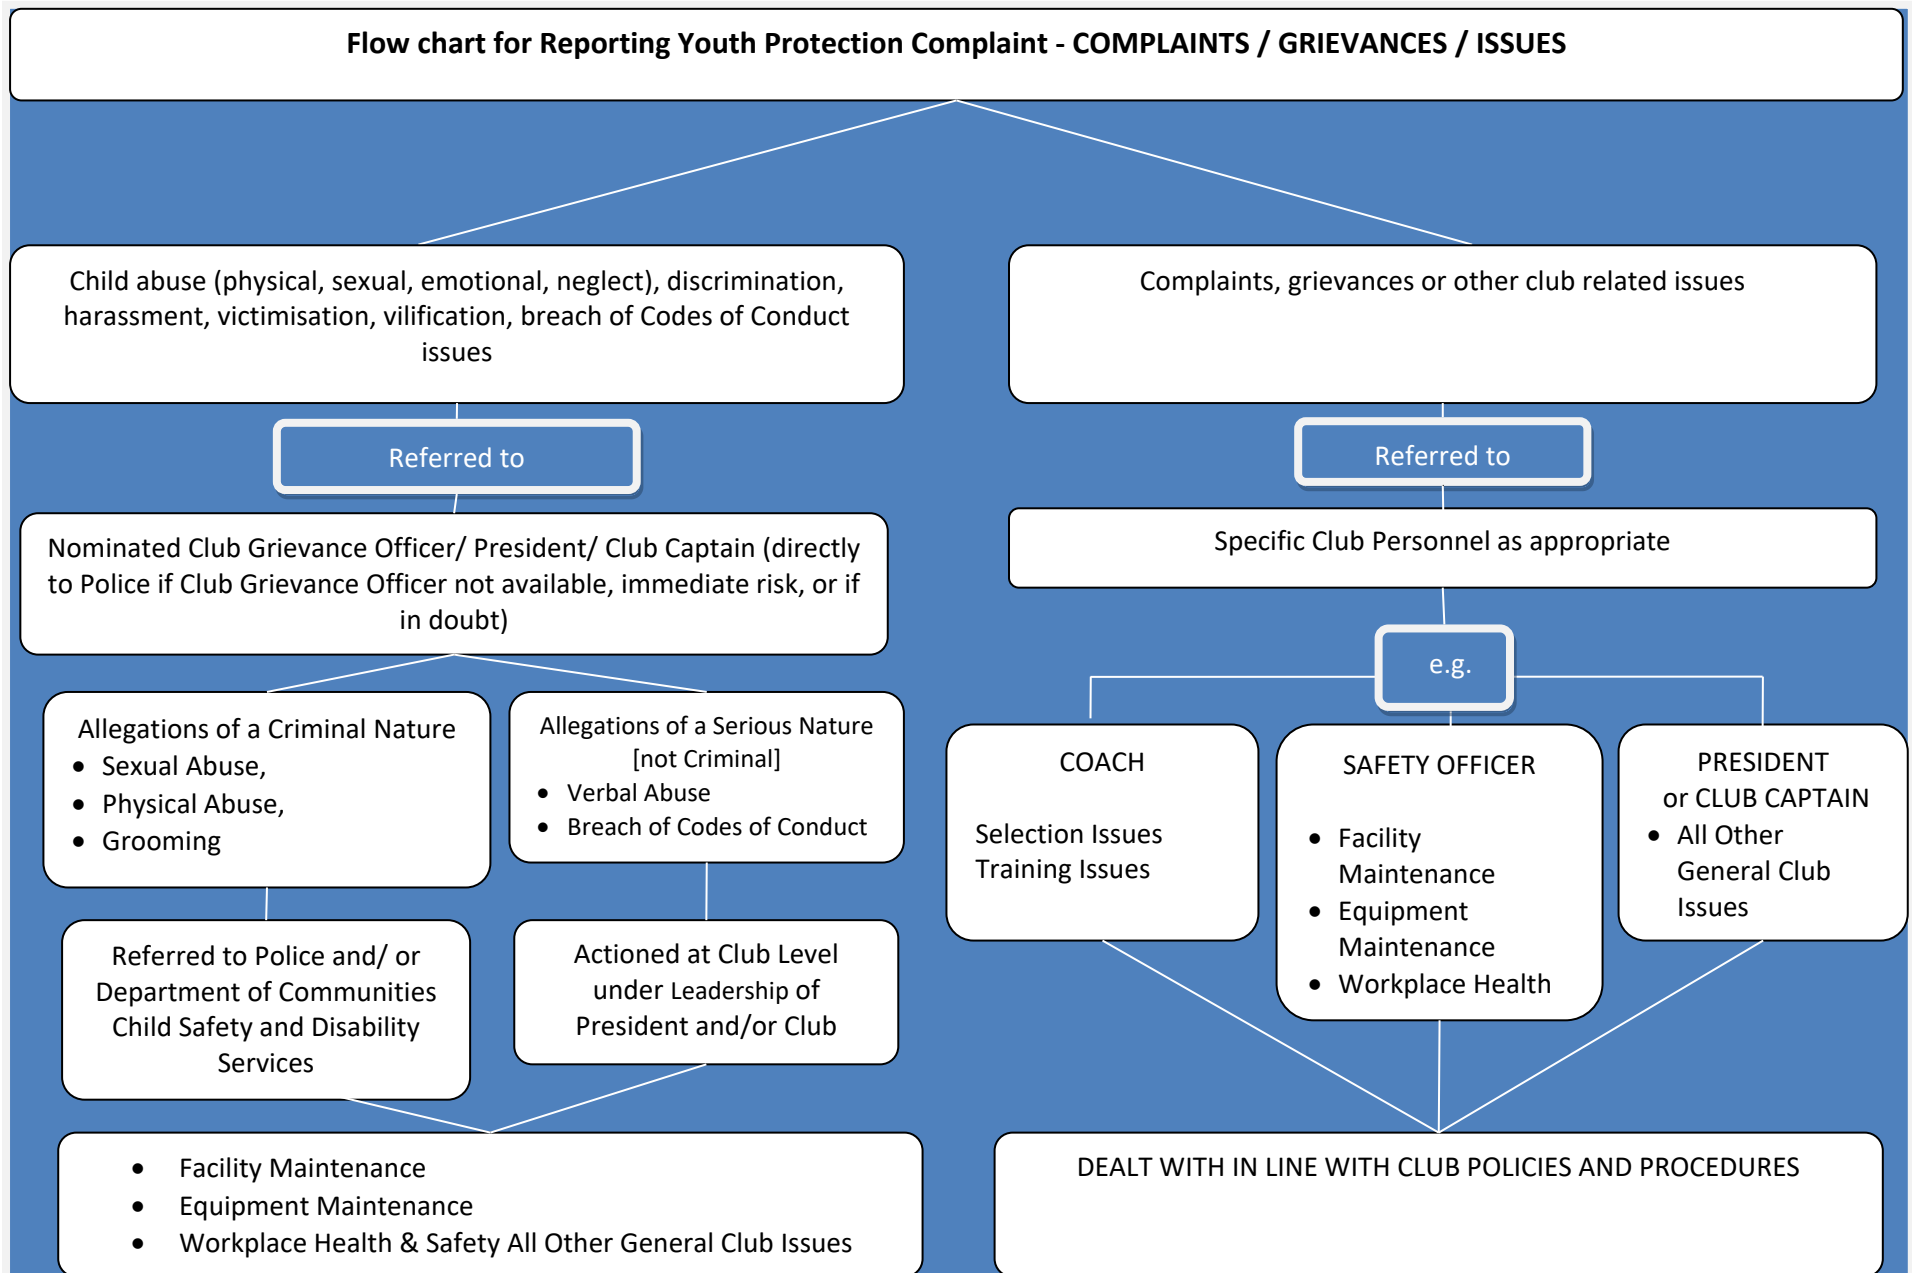 Flow chart for Reporting Youth Protection Complaint - COMPLAINTS / GRIEVANCES / ISSUES
Child abuse (physical, sexual, emotional, neglect), discrimination,
harassment, victimisation, vilification, breach of Codes of Conduct
issues
Referred to
Nominated Club Grievance Officer/ President/ Club Captain (directly
to Police if Club Grievance Officer not available, immediate risk, or if
in doubt)
Allegations of a Criminal Nature
• Sexual Abuse,
• Physical Abuse,
• Grooming
Allegations of a Serious Nature
[not Criminal]
• Verbal Abuse
• Breach of Codes of Conduct
Referred to Police and/ or
Department of Communities
Child Safety and Disability
Services
Actioned at Club Level
under Leadership of
President and/or Club
• Facility Maintenance
• Equipment Maintenance
• Workplace Health & Safety All Other General Club Issues
Complaints, grievances or other club related issues
Referred to
Specific Club Personnel as appropriate
e.g.
COACH
Selection Issues
Training Issues
SAFETY OFFICER
• Facility
Maintenance
• Equipment
Maintenance
• Workplace Health
PRESIDENT
or CLUB CAPTAIN
• All Other
General Club
Issues
DEALT WITH IN LINE WITH CLUB POLICIES AND PROCEDURES